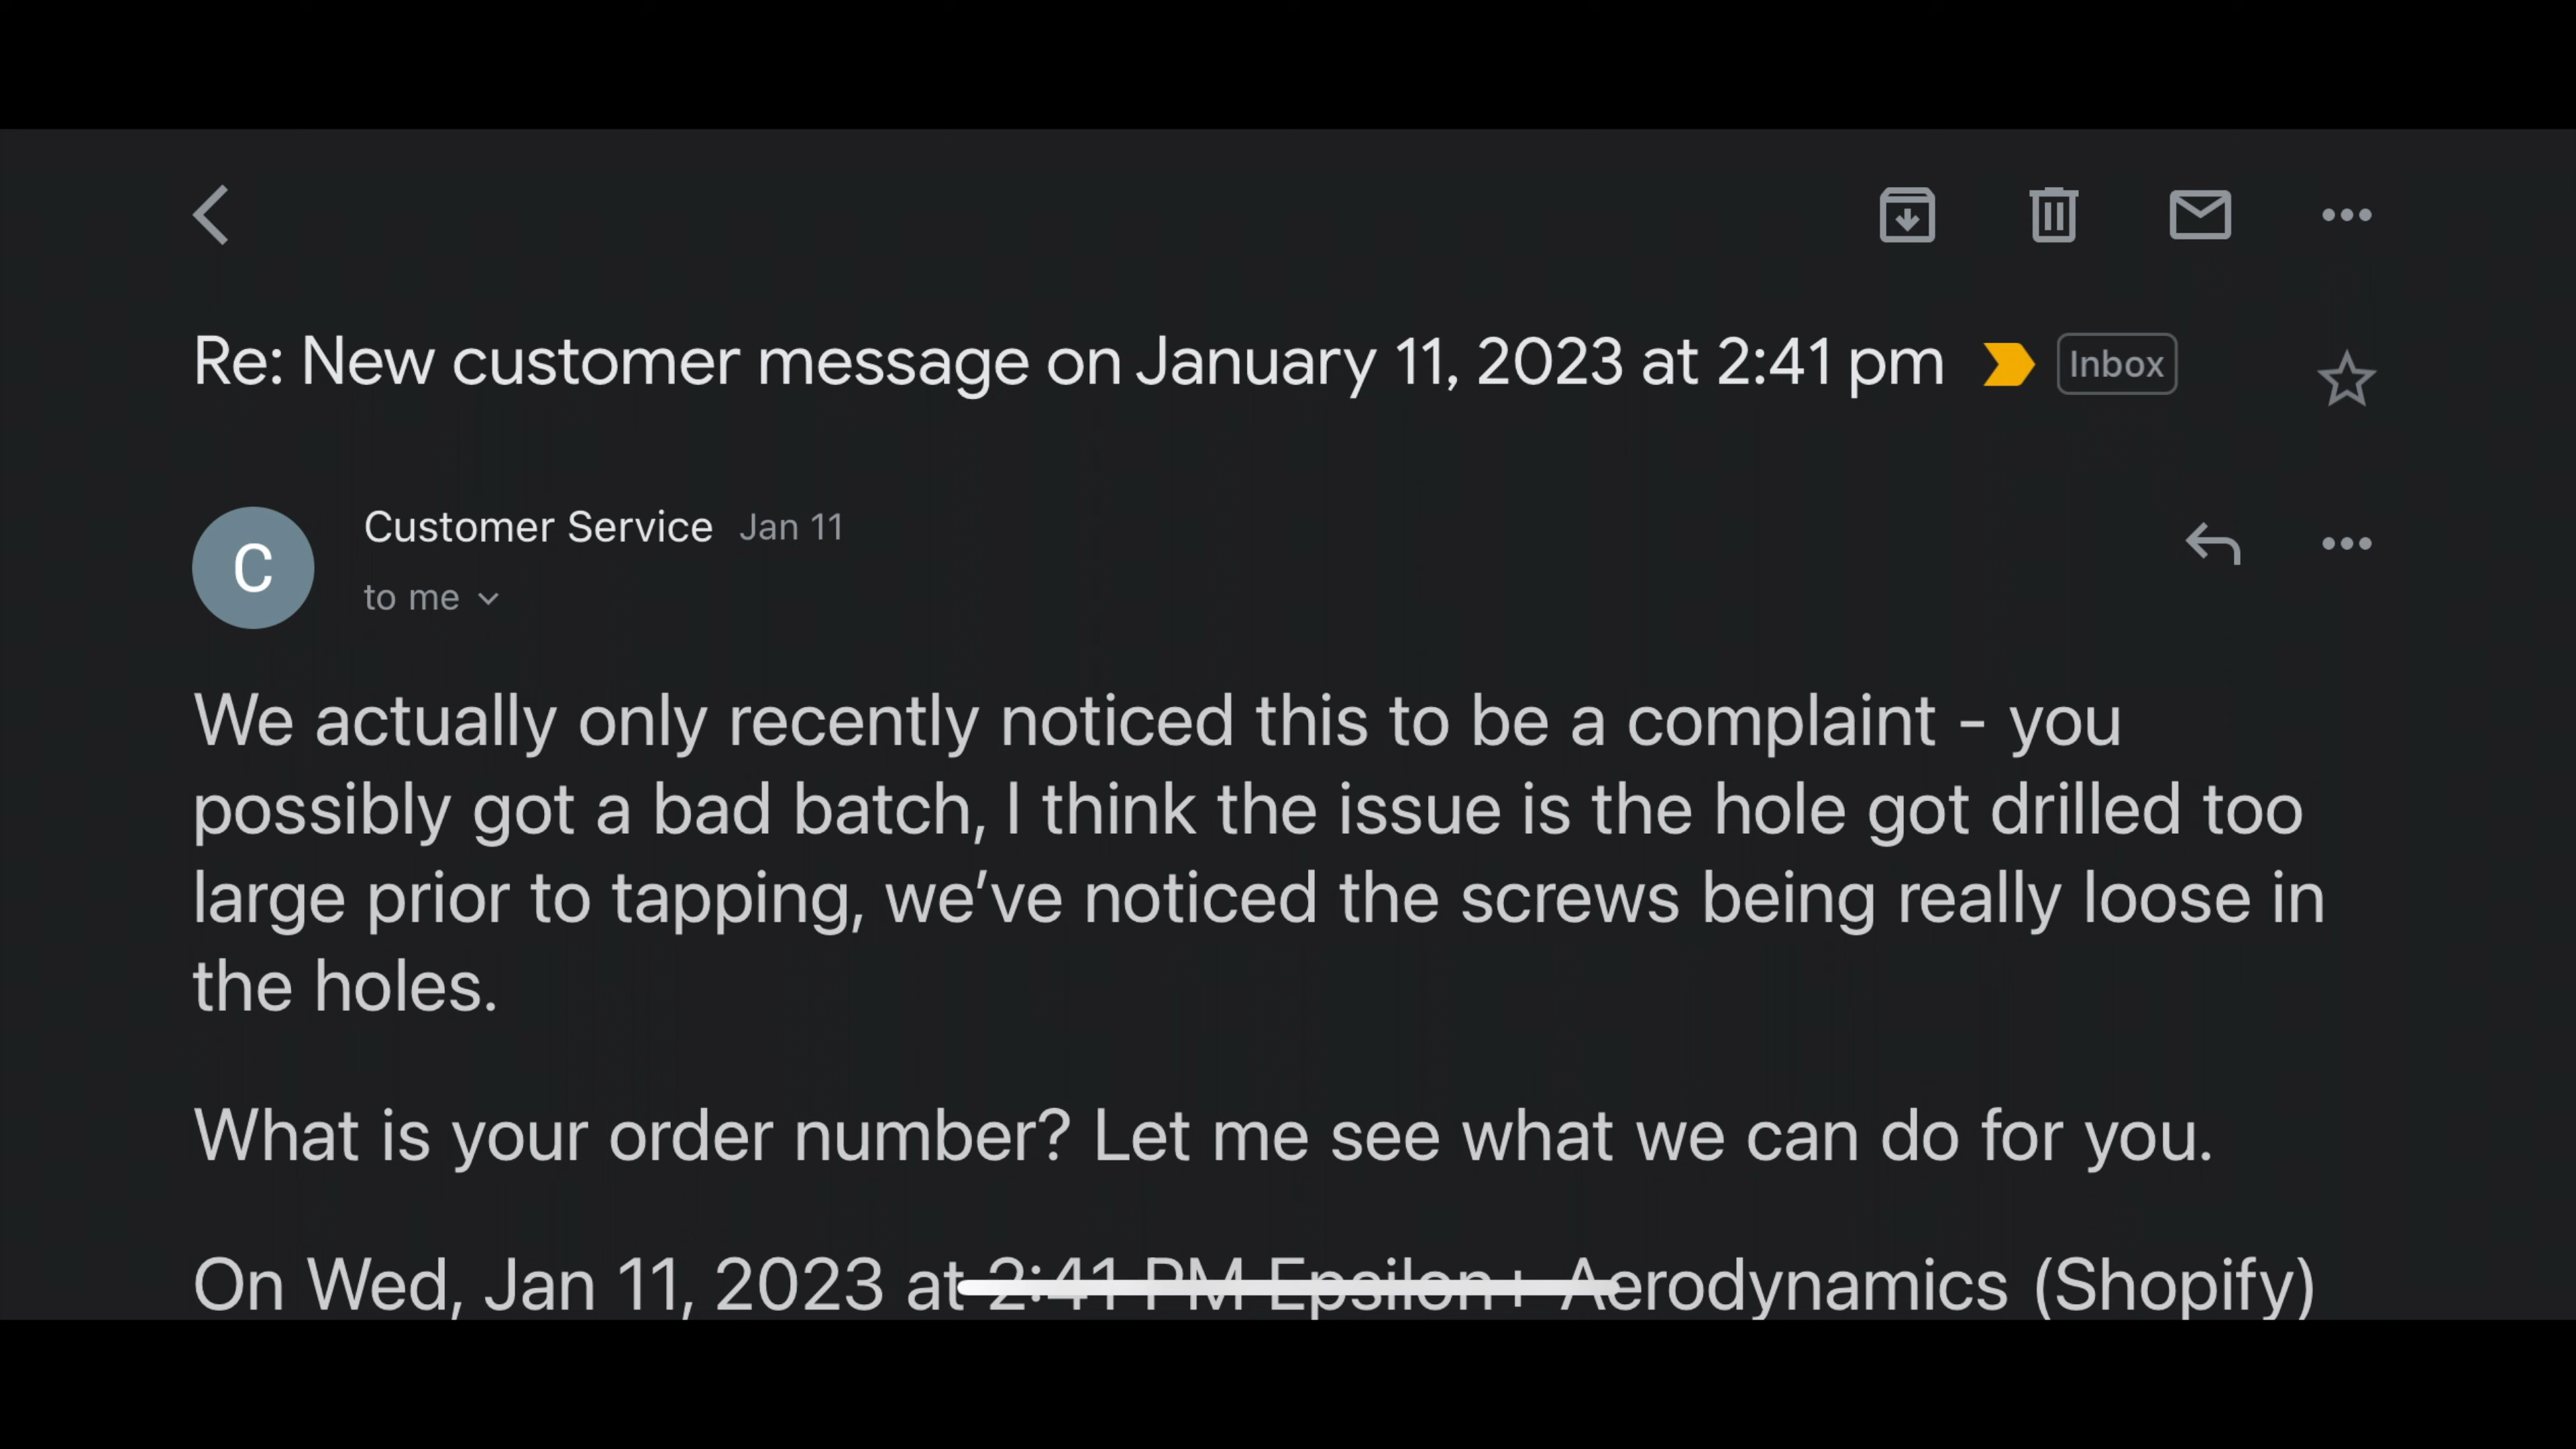 Re: New customer message on January 11, 2023 at 2:41 pm Inbox
C
Customer Service Jan 11
to me
We actually only recently noticed this to be a complaint - you
possibly got a bad batch, I think the issue is the hole got drilled too
large prior to tapping, we've noticed the screws being really loose in
the holes.
What is your order number? Let me see what we can do for you.
On Wed, Jan 11, 2023 at 2:41 PM Epsilon+ Aerodynamics (Shopify)